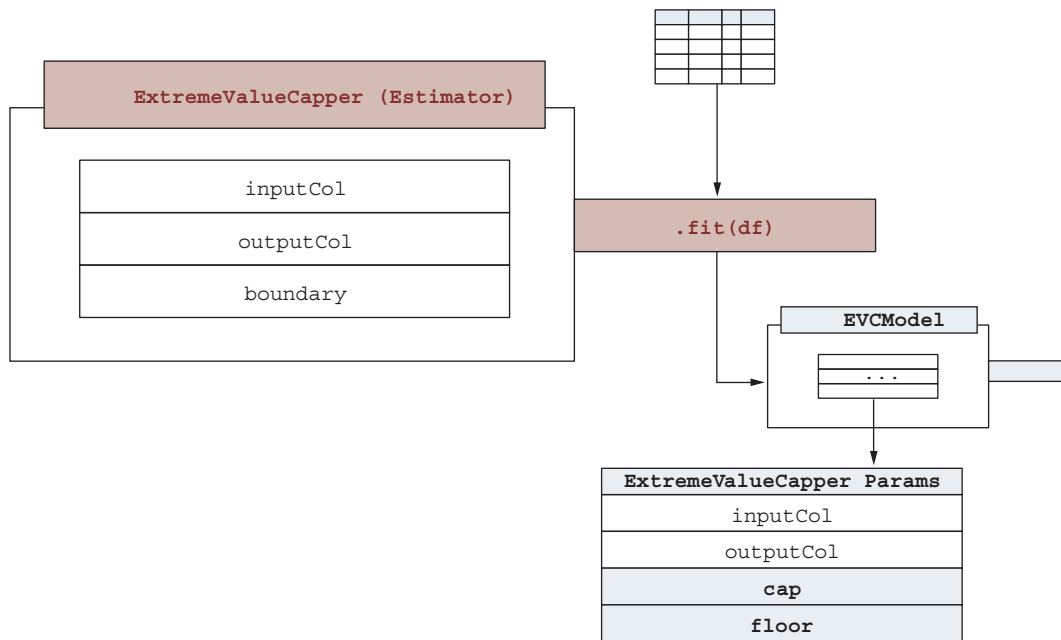 ExtremeValueCapper (Estimator)
inputCol
outputCol
boundary
.fit(df)
EVCModel
...
ExtremeValueCapper Params
inputCol
outputCol
cap
floor